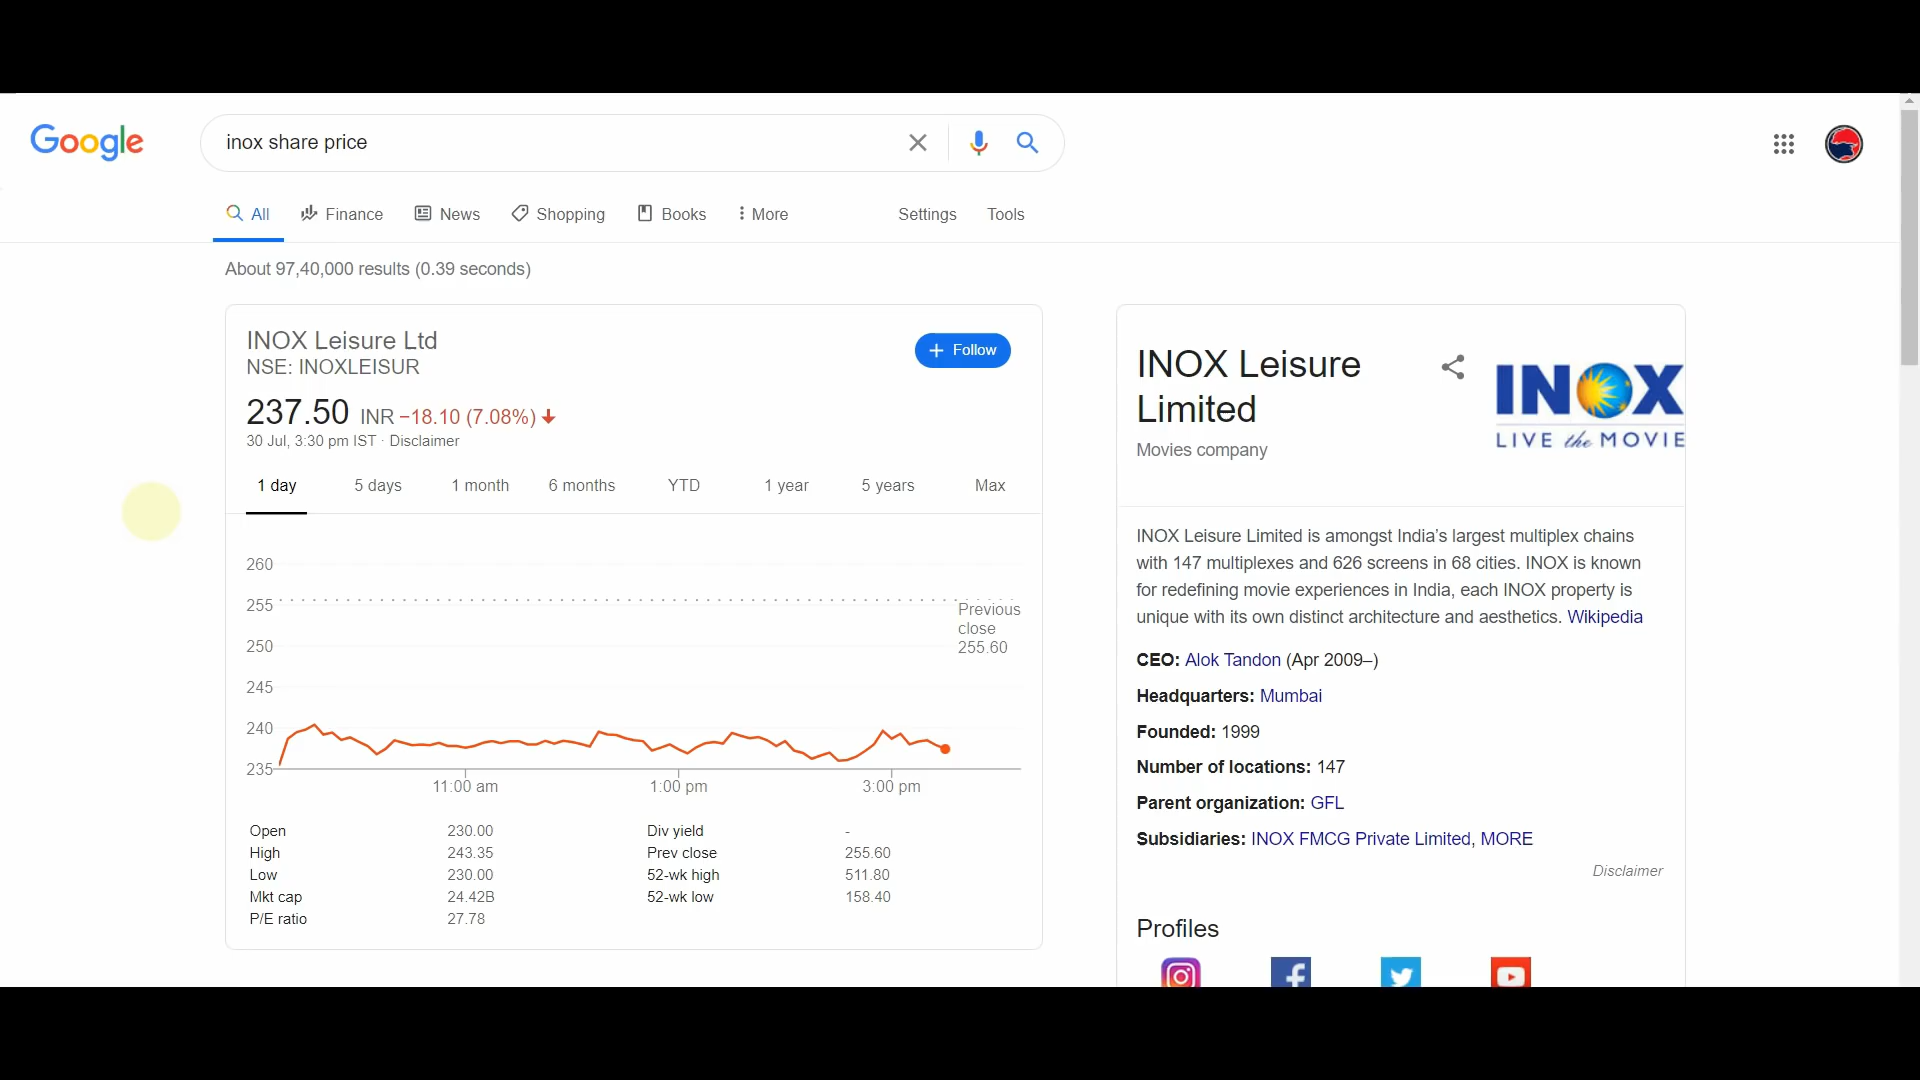 Google
inox share price
All Finance News Shopping Books More Settings Tools
About 97,40,000 results (0.39 seconds)
INOX Leisure Ltd
NSE: INOXLEISUR
+ Follow
237.50 INR −18.10 (7.08%)
30 Jul, 3:30 pm IST · Disclaimer
1 day 5 days 1 month 6 months YTD 1 year 5 years Max
260
255
250
245
240
235
Previous
close
255.60
11:00 am 1:00 pm 3:00 pm
Open 230.00 Div yield -
High 243.35 Prev close 255.60
Low 230.00 52-wk high 511.80
Mkt cap 24.42B 52-wk low 158.40
P/E ratio 27.78
INOX Leisure
Limited
Movies company
INOX
LIVE the MOVIE
INOX Leisure Limited is amongst India’s largest multiplex chains
with 147 multiplexes and 626 screens in 68 cities. INOX is known
for redefining movie experiences in India, each INOX property is
unique with its own distinct architecture and aesthetics. Wikipedia
CEO: Alok Tandon (Apr 2009–)
Headquarters: Mumbai
Founded: 1999
Number of locations: 147
Parent organization: GFL
Subsidiaries: INOX FMCG Private Limited, MORE
Disclaimer
Profiles